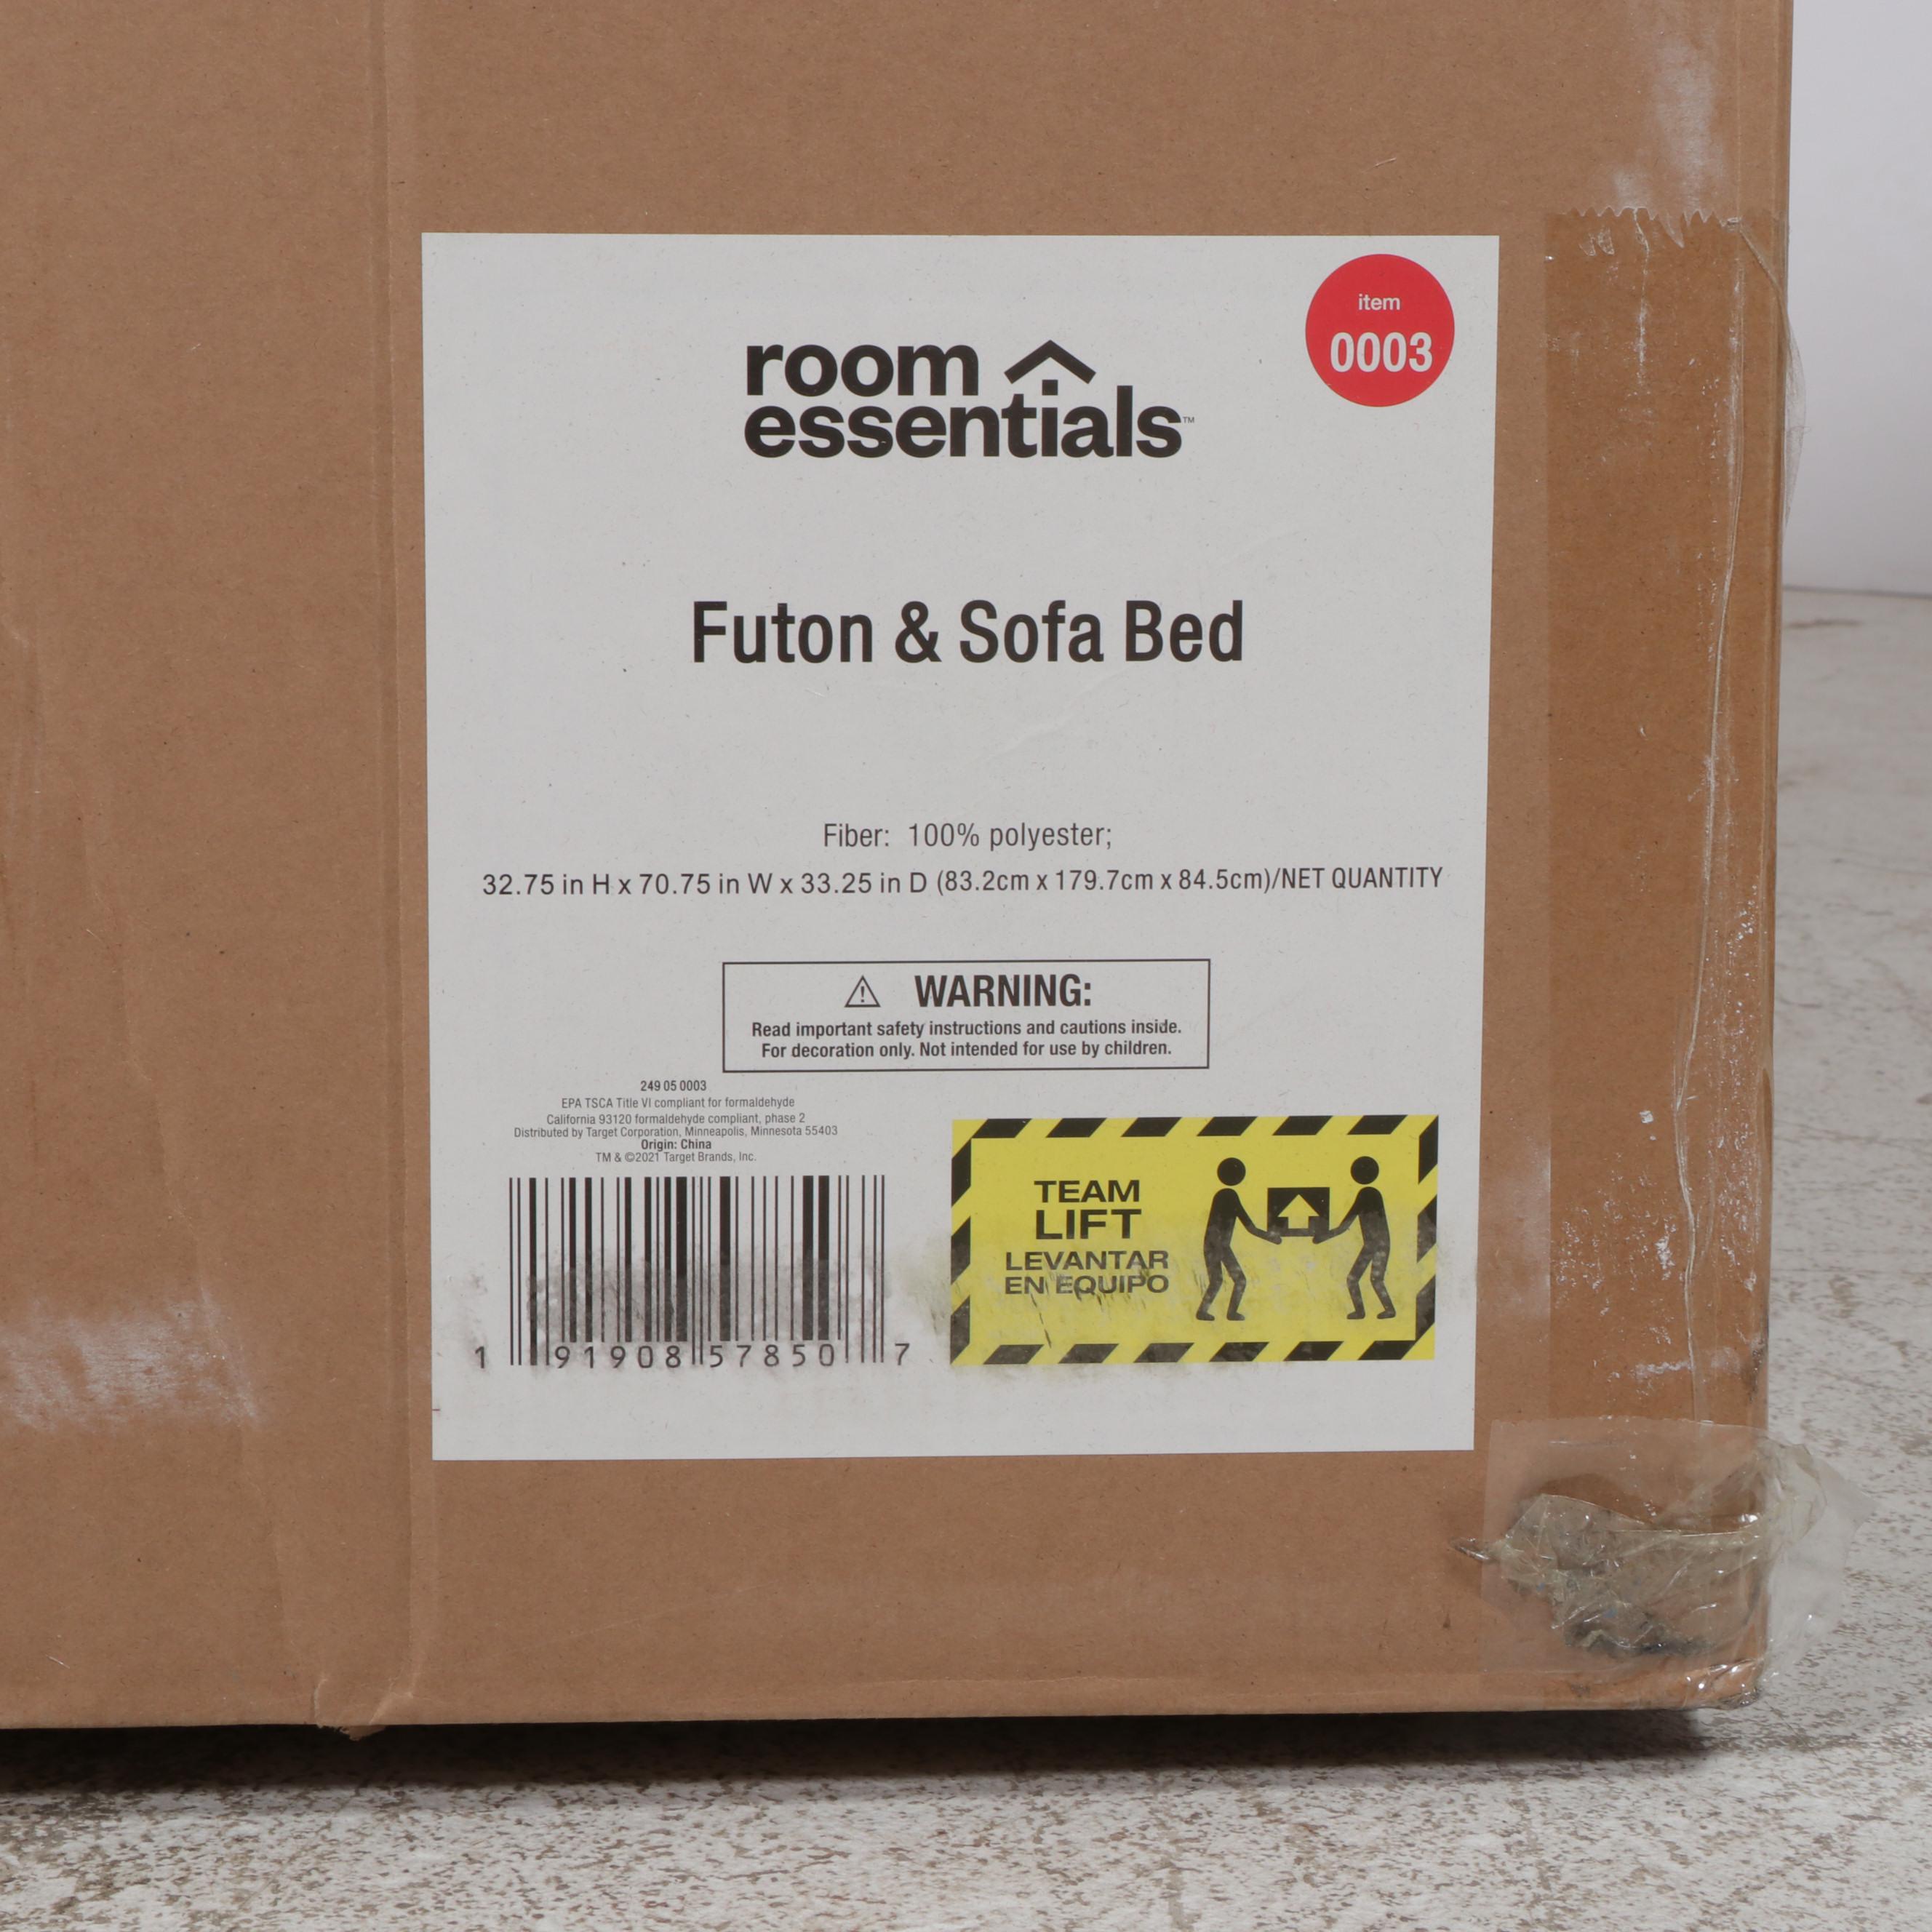 item
0003
room
essentials™
Futon & Sofa Bed
Fiber: 100% polyester;
32.75 in H x 70.75 in W x 33.25 in D (83.2cm x 179.7cm x 84.5cm)/NET QUANTITY
WARNING:
Read important safety instructions and cautions inside.
For decoration only. Not intended for use by children.
249 05 0003
EPA TSCA Title VI compliant for formaldehyde
California 93120 formaldehyde compliant, phase 2
Distributed by Target Corporation, Minneapolis, Minnesota 55403
Origin: China
TM & ©2021 Target Brands, Inc.
1 91908 57850 7
TEAM
LIFT
LEVANTAR
EN EQUIPO